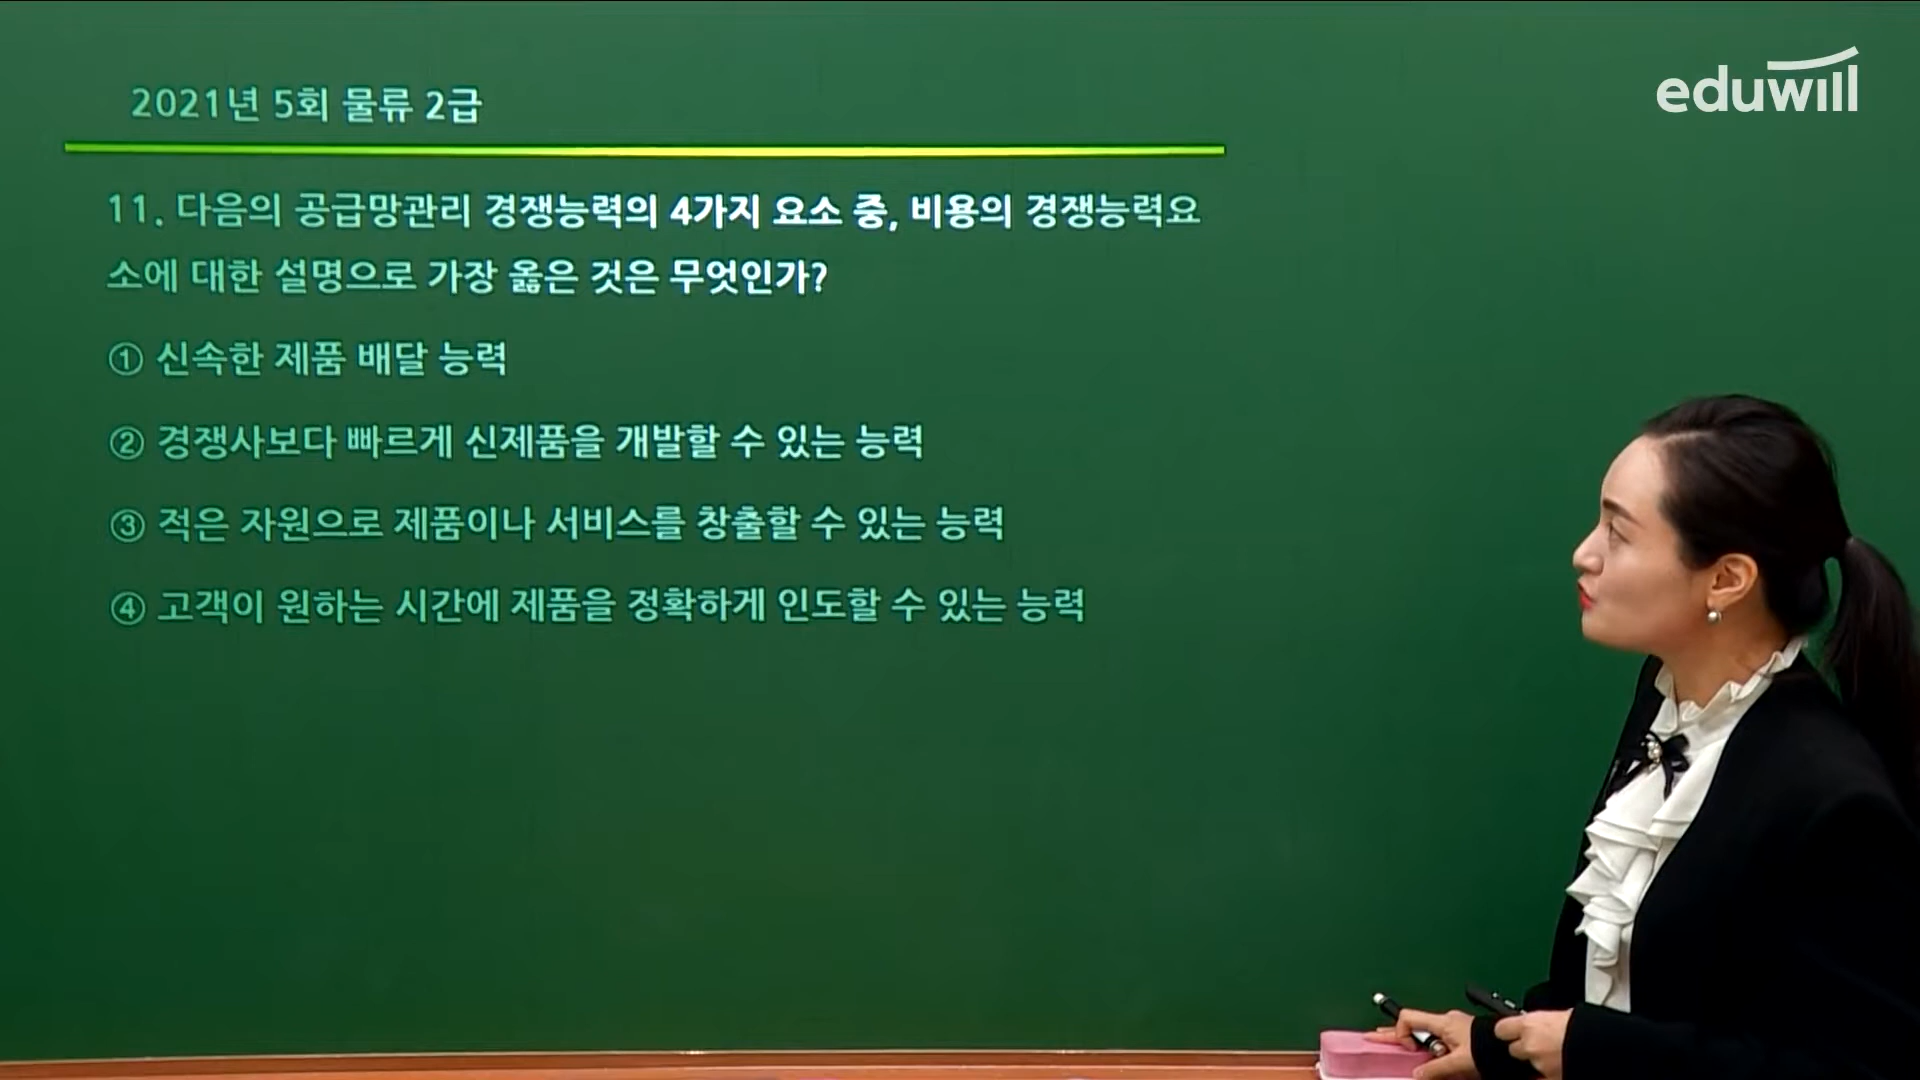 eduwill
2021년 5회 물류 2급
11. 다음의 공급망관리 경쟁능력의 4가지 요소 중, 비용의 경쟁능력요
소에 대한 설명으로 가장 옳은 것은 무엇인가?
① 신속한 제품 배달 능력
② 경쟁사보다 빠르게 신제품을 개발할 수 있는 능력
③ 적은 자원으로 제품이나 서비스를 창출할 수 있는 능력
④ 고객이 원하는 시간에 제품을 정확하게 인도할 수 있는 능력